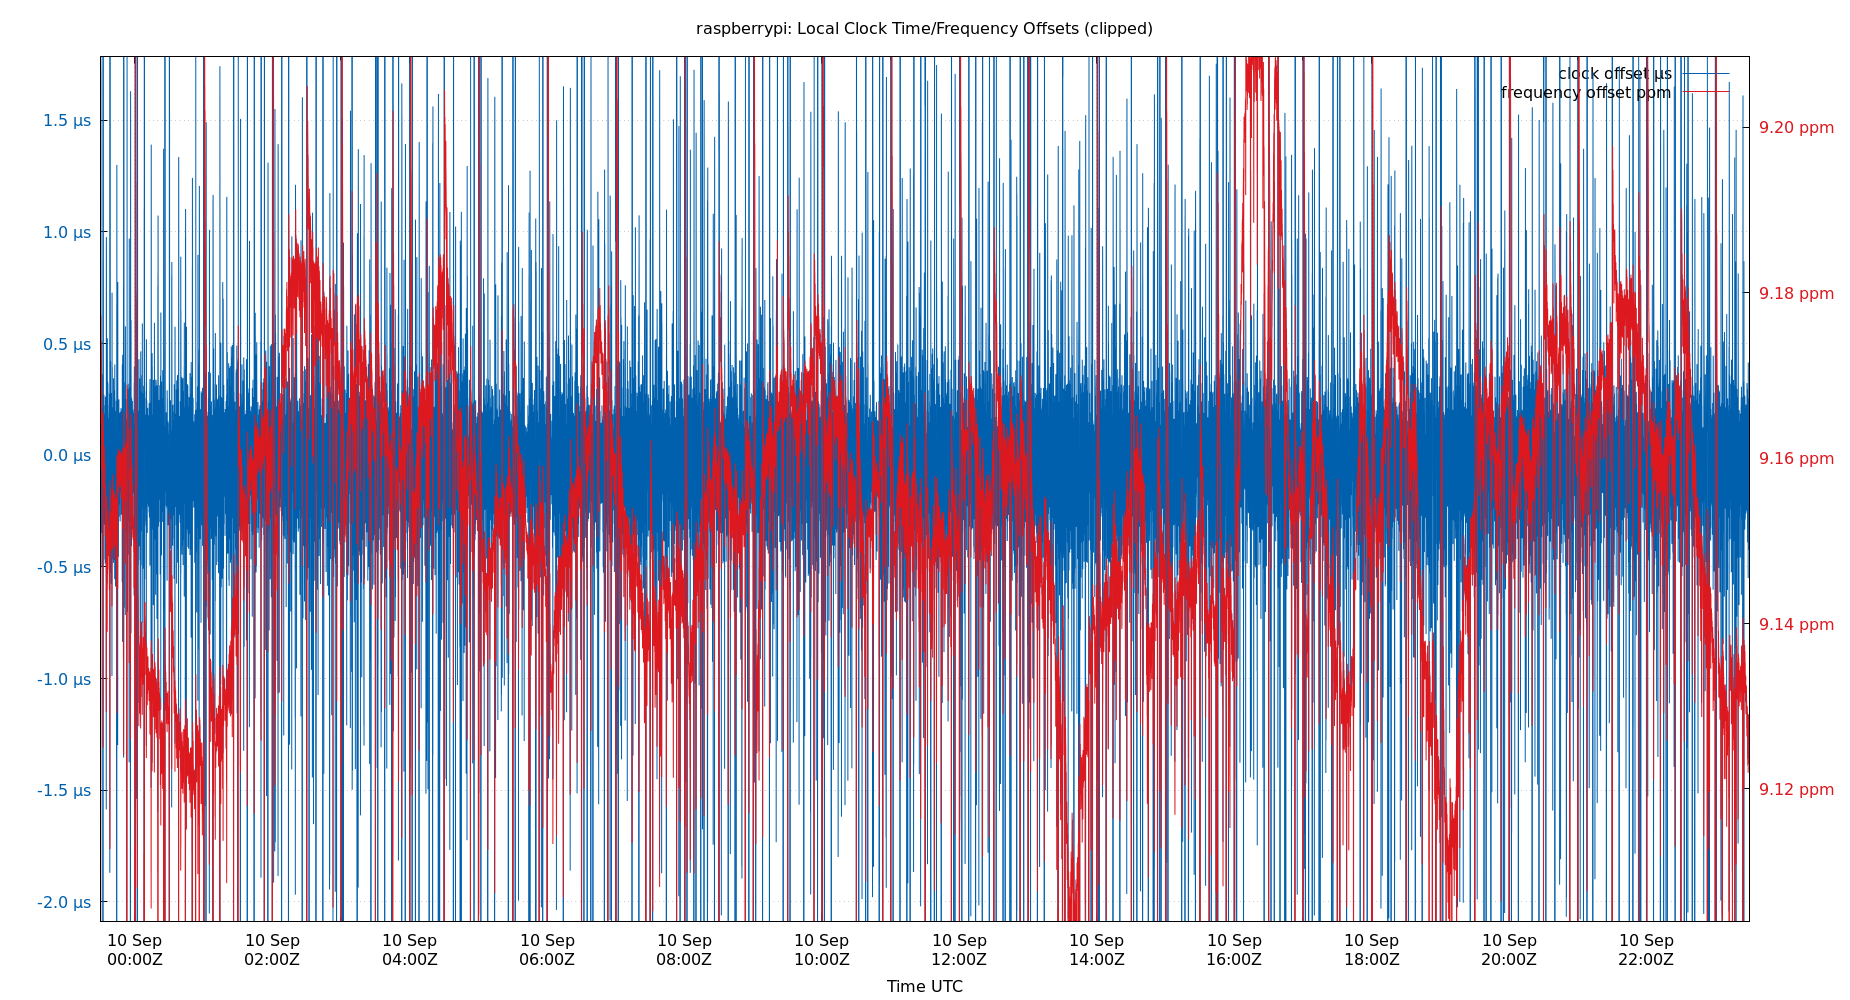 raspberrypi: Local Clock Time/Frequency Offsets (clipped)
clock offset µs
frequency offset ppm
1.5 µs
1.0 µs
0.5 µs
0.0 µs
-0.5 µs
-1.0 µs
-1.5 µs
-2.0 µs
9.20 ppm
9.18 ppm
9.16 ppm
9.14 ppm
9.12 ppm
10 Sep 10 Sep 10 Sep 10 Sep 10 Sep 10 Sep 10 Sep 10 Sep 10 Sep 10 Sep 10 Sep 10 Sep
00:00Z 02:00Z 04:00Z 06:00Z 08:00Z 10:00Z 12:00Z 14:00Z 16:00Z 18:00Z 20:00Z 22:00Z
Time UTC